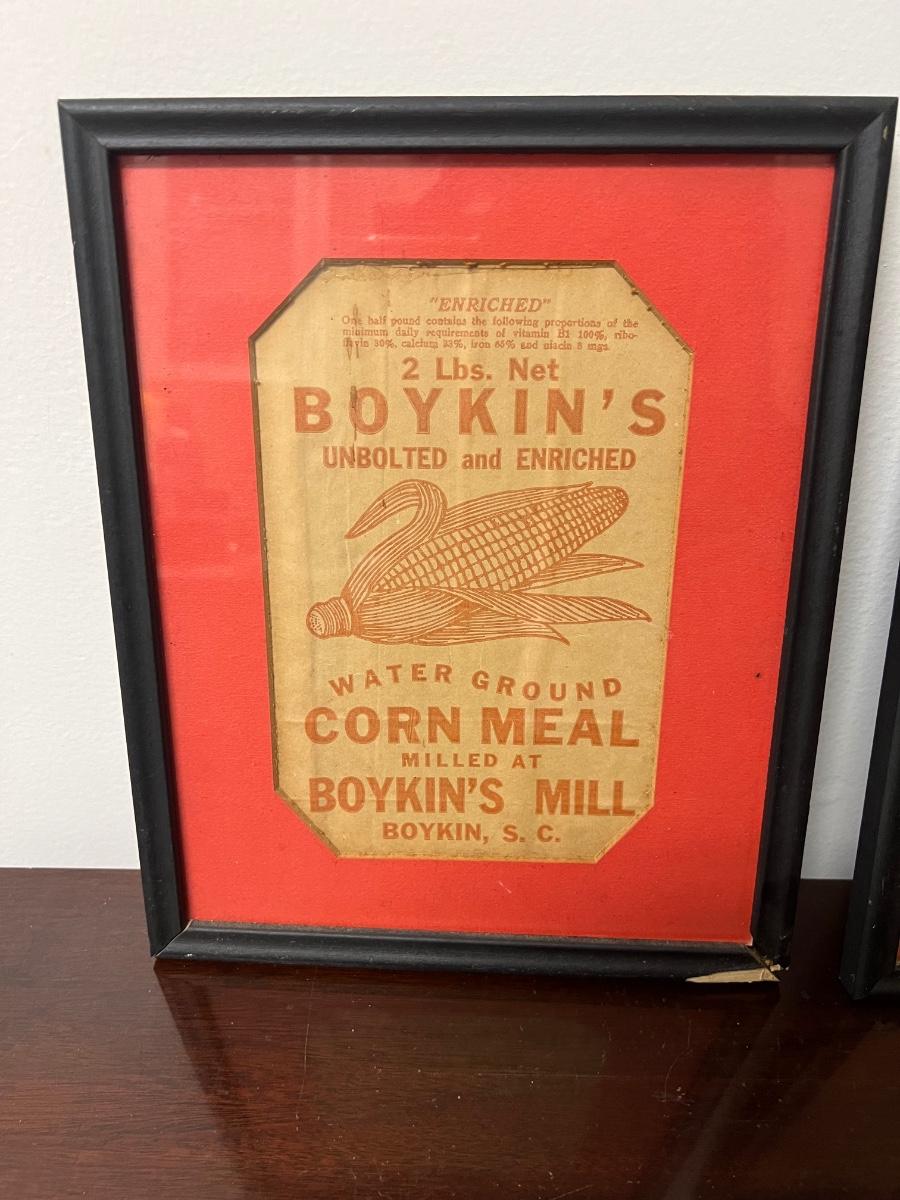 "ENRICHED"
One half pound contains the following proportions of the
minimum daily requirements of vitamin B1 100%, ribo-
flavin 30%, calcium 23%, iron 65% and niacin 8 mgs.
2 Lbs. Net
BOYKIN'S
UNBOLTED and ENRICHED
WATER GROUND
CORN MEAL
MILLED AT
BOYKIN'S MILL
BOYKIN, S. C.